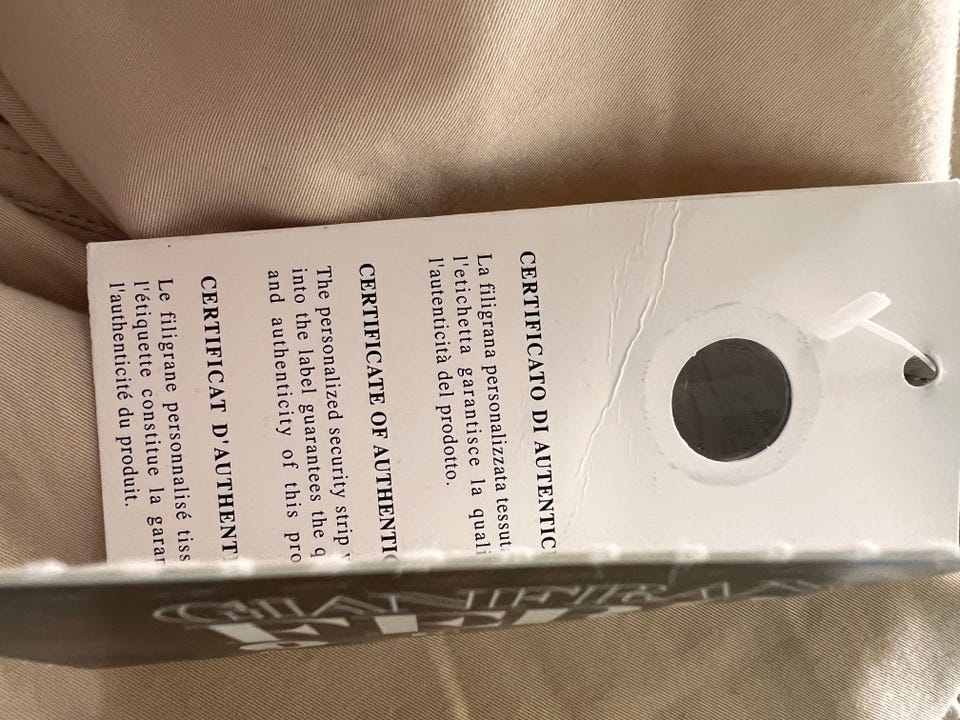 CERTIFICATO DI AUTENTIC
La filigrana personalizzata tessut
l'etichetta garantisce la quali
l'autenticità del prodotto.
CERTIFICATE OF AUTHENTIC
The personalized security strip
into the label guarantees the q
and authenticity of this pro
CERTIFICAT D'AUTHENT
Le filigrane personnalisé tiss
l'étiquette constitue la garan
l'authenticité du produit.
GIANFRA